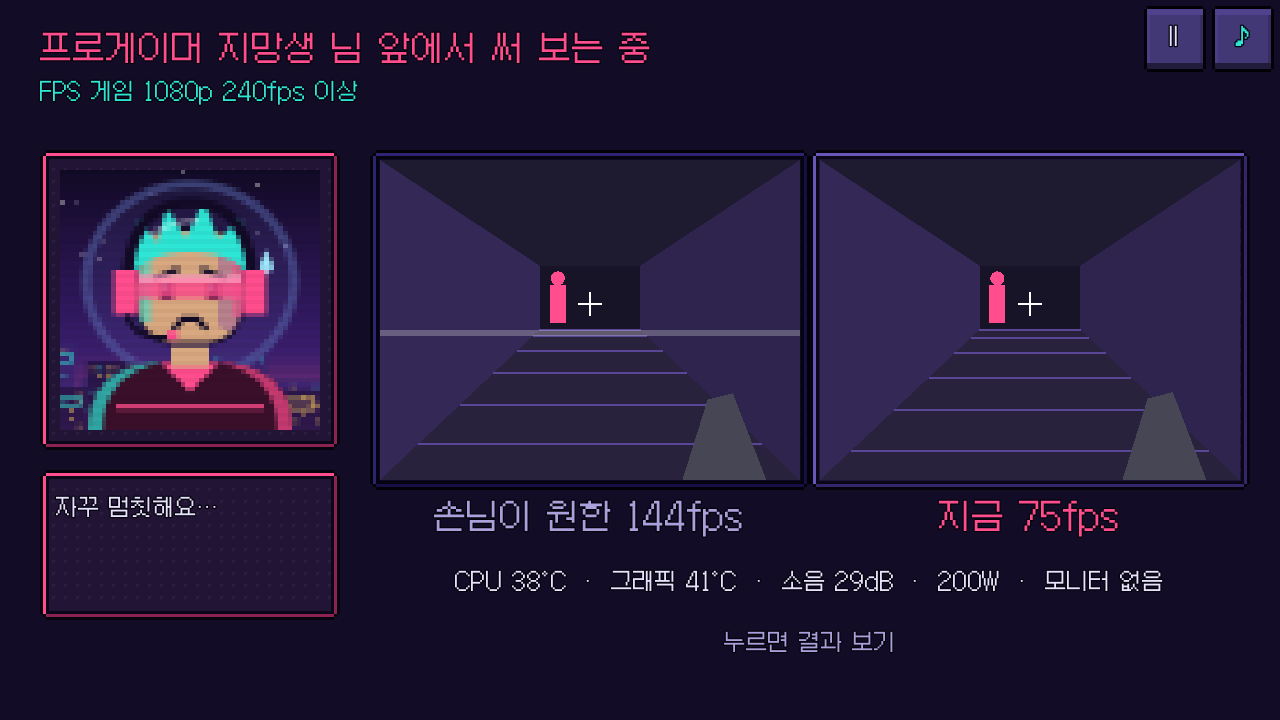 프로게이머 지망생 님 앞에서 써 보는 중
FPS 게임 1080p 240fps 이상
자꾸 멈칫해요…
손님이 원한 144fps
지금 75fps
CPU 38°C · 그래픽 41°C · 소음 29dB · 200W · 모니터 없음
누르면 결과 보기